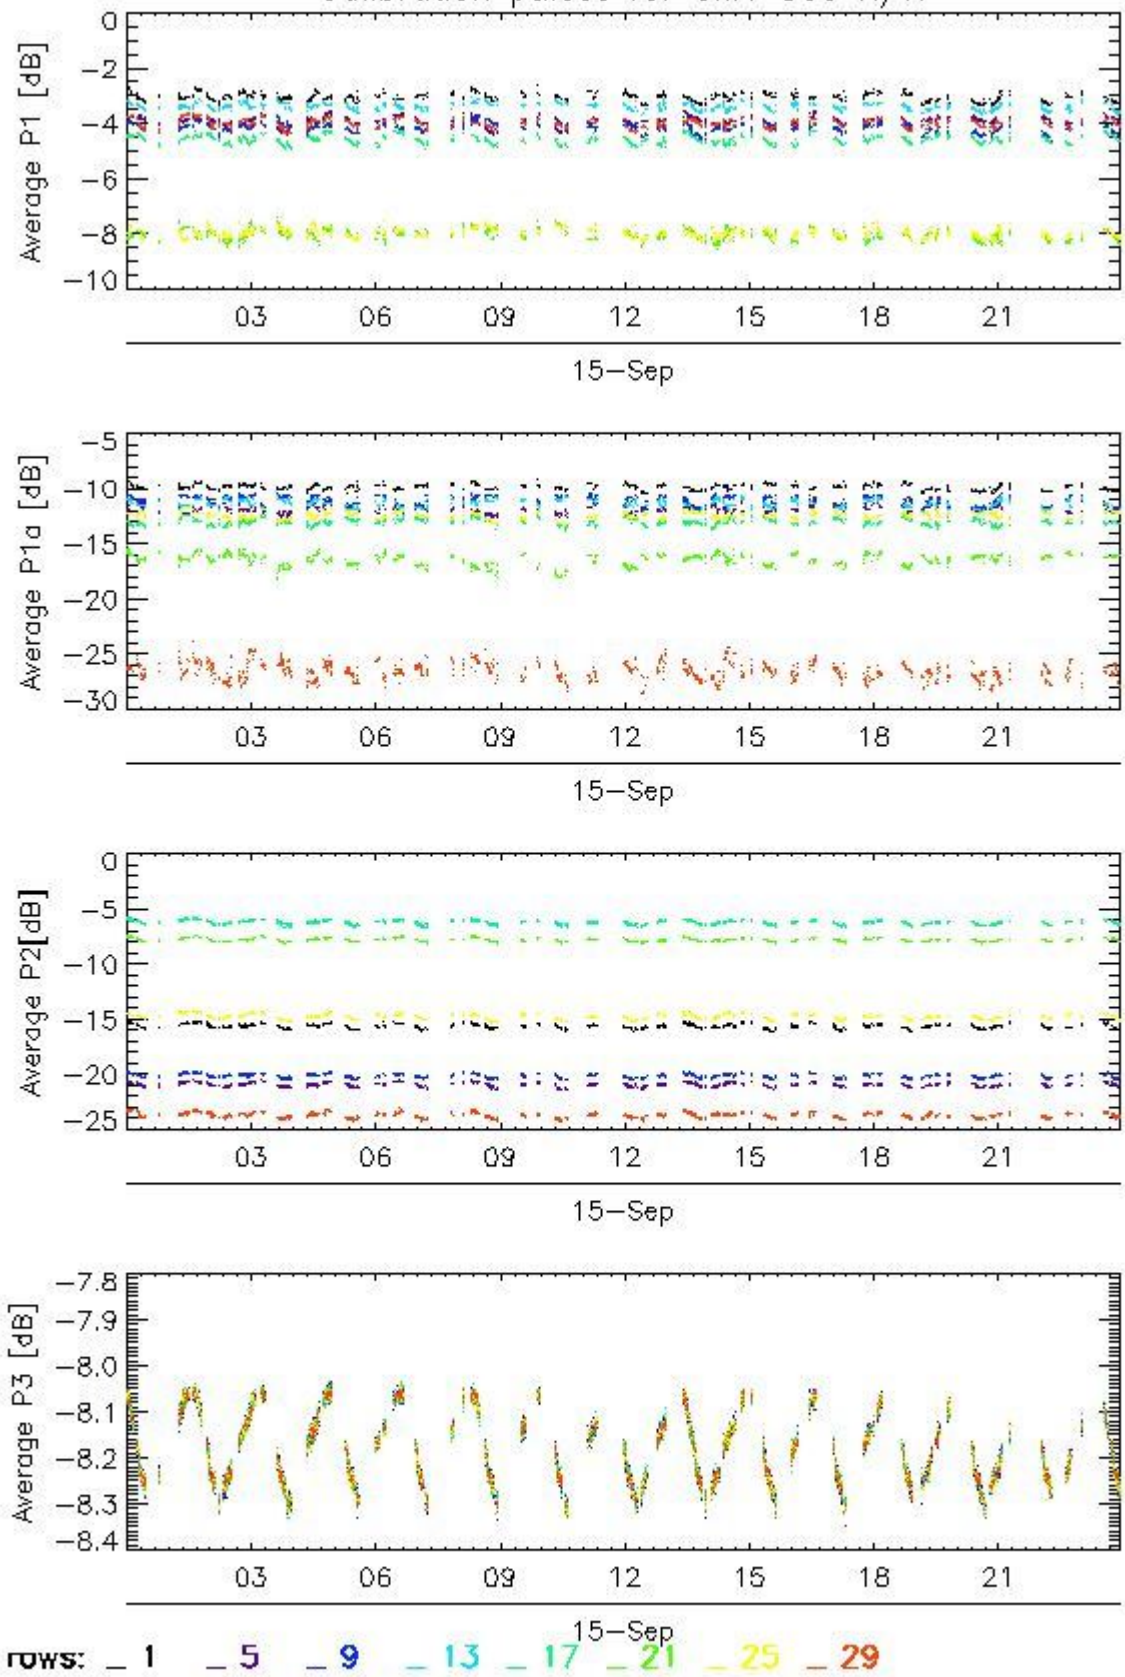 0
−2
−4
−6
−8
−10
Average P1 [dB]
03 06 09 12 15 18 21
15−Sep
−5
−10
−15
−20
−25
−30
Average P1a [dB]
03 06 09 12 15 18 21
15−Sep
0
−5
−10
−15
−20
−25
Average P2[dB]
03 06 09 12 15 18 21
15−Sep
−7.8
−7.9
−8.0
−8.1
−8.2
−8.3
−8.4
Average P3 [dB]
03 06 09 12 15 18 21
15−Sep
rows: _ 1 _ 5 _ 9 _ 13 _ 17 _ 21 _ 25 _ 29